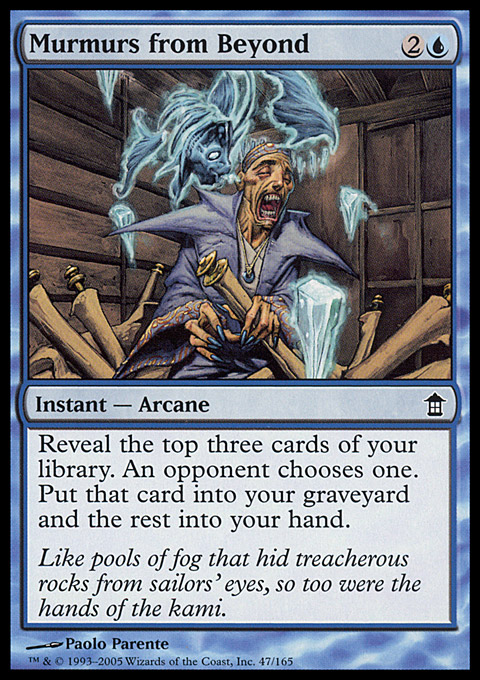 Murmurs from Beyond 2
Instant — Arcane
Reveal the top three cards of your
library. An opponent chooses one.
Put that card into your graveyard
and the rest into your hand.
Like pools of fog that hid treacherous
rocks from sailors' eyes, so too were the
hands of the kami.
Paolo Parente
™ & © 1993–2005 Wizards of the Coast, Inc. 47/165